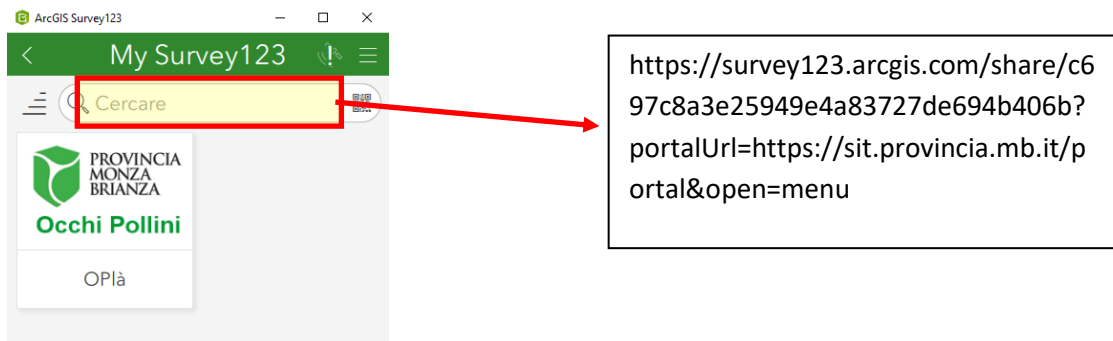 ArcGIS Survey123
My Survey123
Cercare
PROVINCIA
MONZA
BRIANZA
Occhi Pollini
OPlà
https://survey123.arcgis.com/share/c6
97c8a3e25949e4a83727de694b406b?
portalUrl=https://sit.provincia.mb.it/p
ortal&open=menu